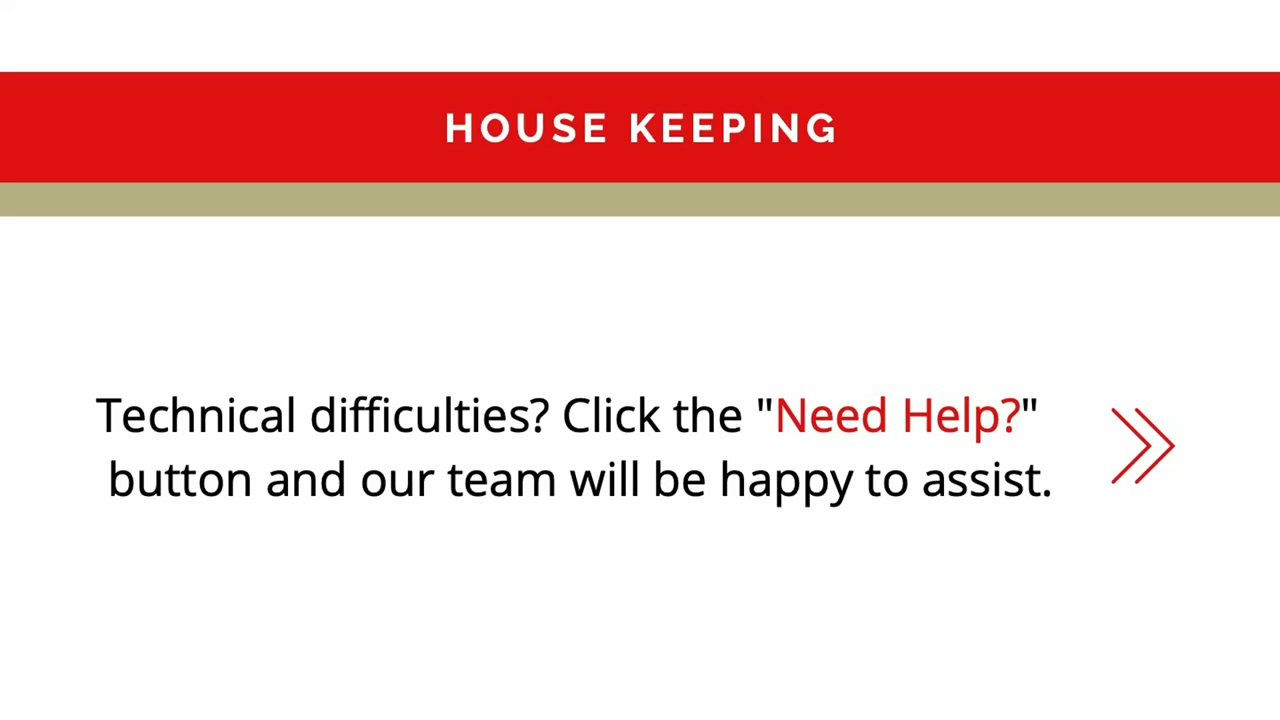 HOUSE KEEPING
Technical difficulties? Click the "Need Help?"
button and our team will be happy to assist.